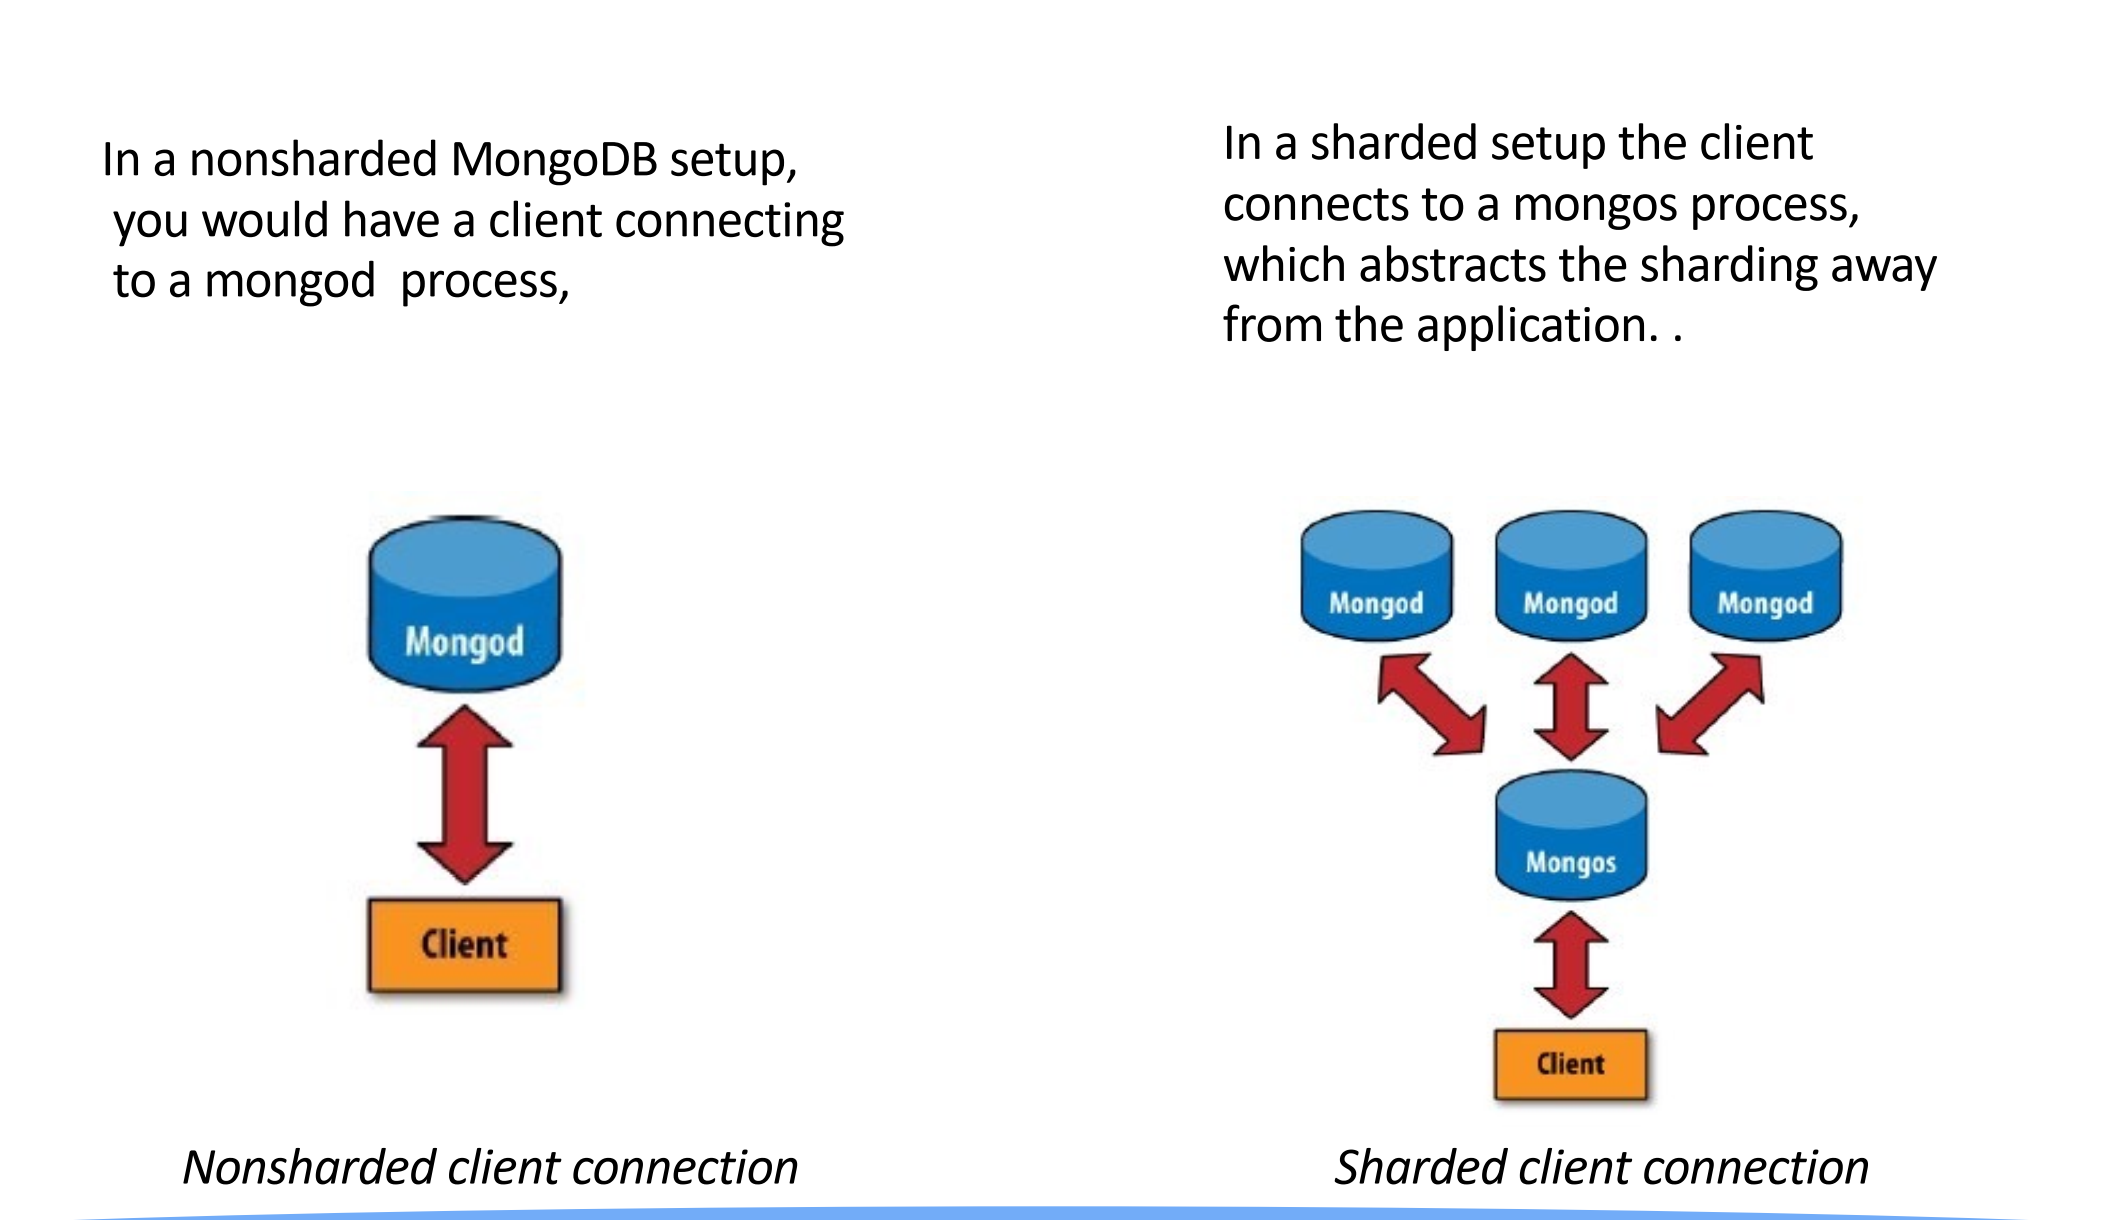 In a nonsharded MongoDB setup,
you would have a client connecting
to a mongod  process,
In a sharded setup the client
connects to a mongos process,
which abstracts the sharding away
from the application. .
Mongod
Client
Nonsharded client connection
Mongod Mongod Mongod
Mongos
Client
Sharded client connection